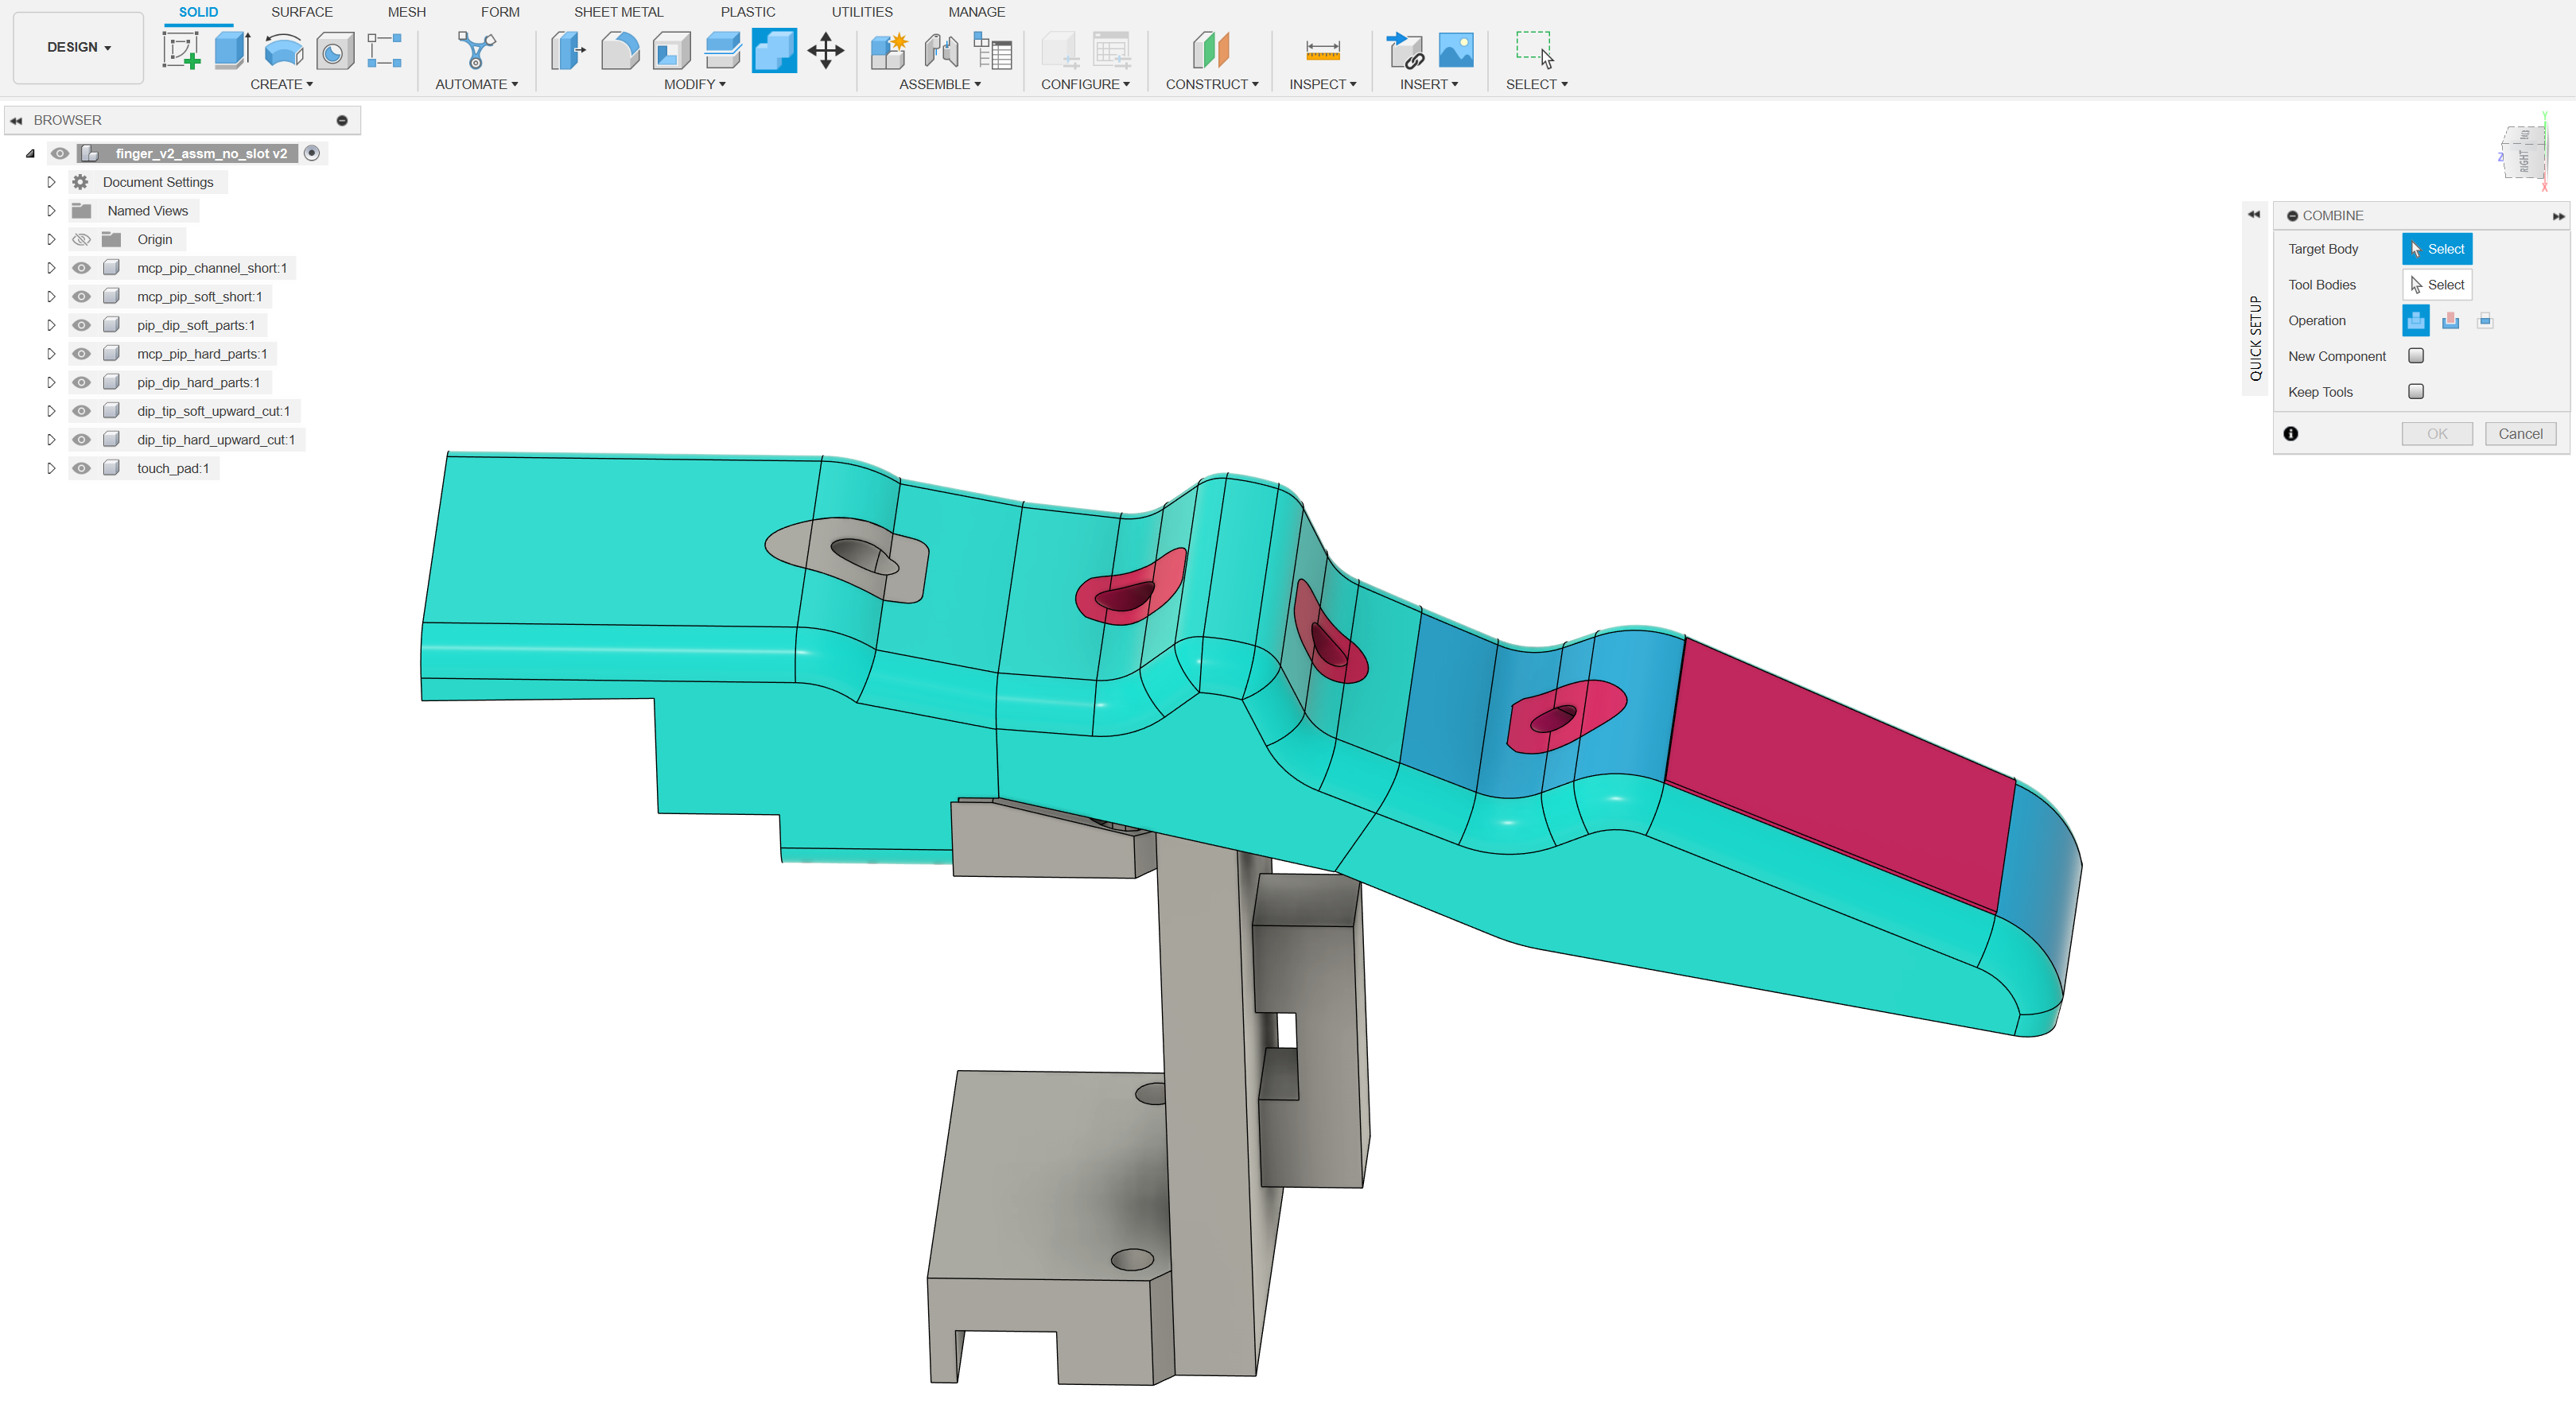 DESIGN
SOLID SURFACE MESH FORM SHEET METAL PLASTIC UTILITIES MANAGE
CREATE AUTOMATE MODIFY ASSEMBLE CONFIGURE CONSTRUCT INSPECT INSERT SELECT
BROWSER
finger_v2_assm_no_slot v2
Document Settings
Named Views
Origin
mcp_pip_channel_short:1
mcp_pip_soft_short:1
pip_dip_soft_parts:1
mcp_pip_hard_parts:1
pip_dip_hard_parts:1
dip_tip_soft_upward_cut:1
dip_tip_hard_upward_cut:1
touch_pad:1
Y
Z
RIGHT
X
QUICK SETUP
COMBINE
Target Body Select
Tool Bodies Select
Operation
New Component
Keep Tools
OK Cancel